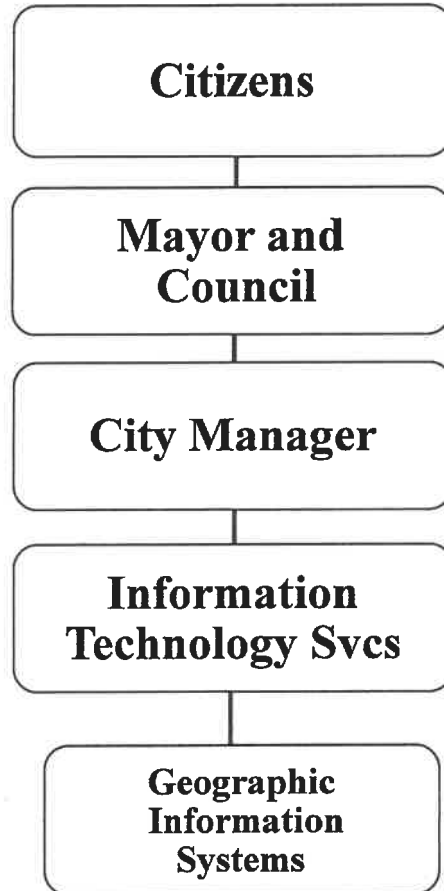 Citizens
Mayor and
Council
City Manager
Information
Technology Svcs
Geographic
Information
Systems